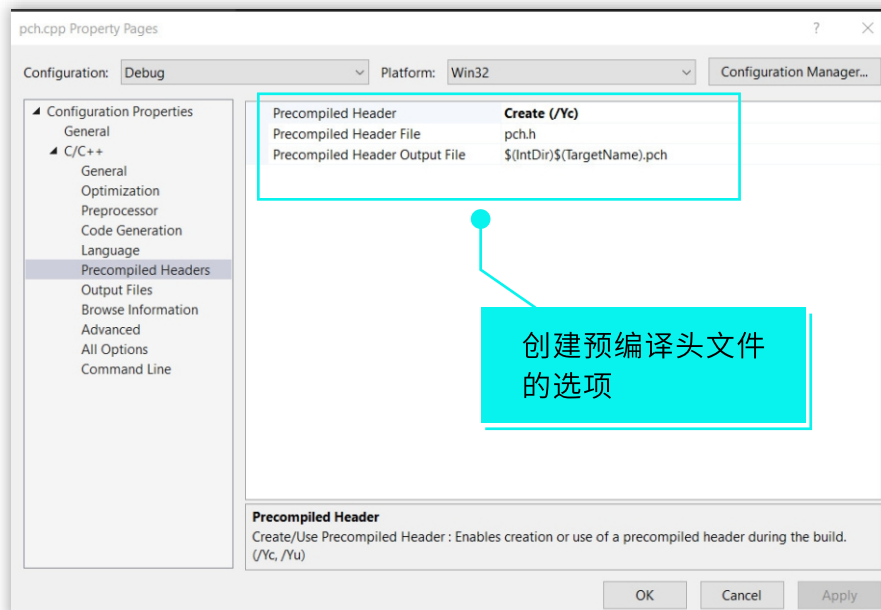 pch.cpp Property Pages
?
Configuration: Debug Platform: Win32 Configuration Manager...
Configuration Properties
General
C/C++
General
Optimization
Preprocessor
Code Generation
Language
Precompiled Headers
Output Files
Browse Information
Advanced
All Options
Command Line
Precompiled Header Create (/Yc)
Precompiled Header File pch.h
Precompiled Header Output File $(IntDir)$(TargetName).pch
创建预编译头文件
的选项
Precompiled Header
Create/Use Precompiled Header : Enables creation or use of a precompiled header during the build.
(/Yc, /Yu)
OK Cancel Apply